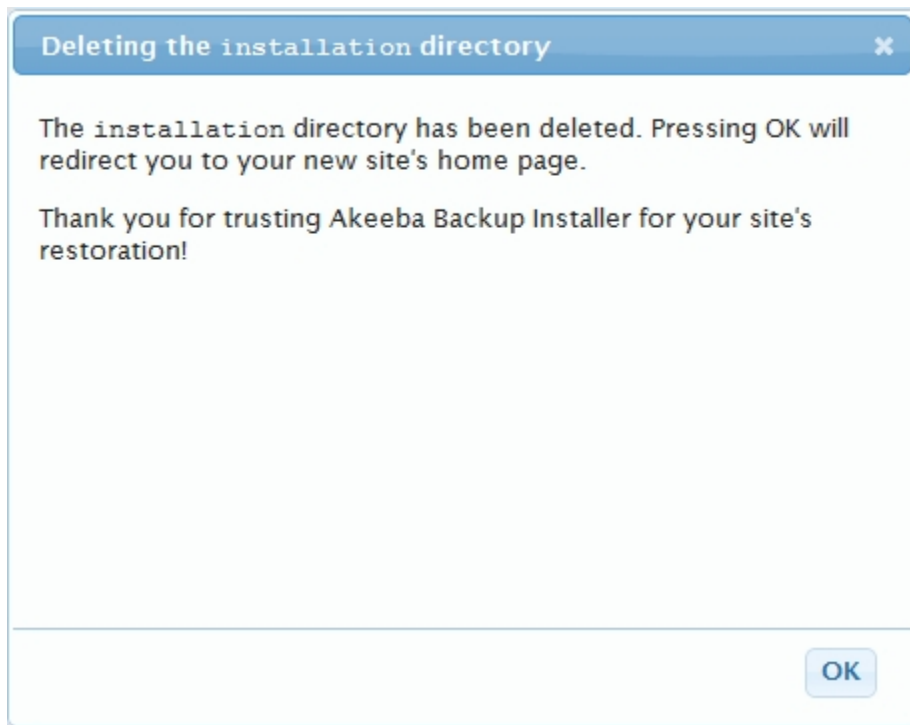 Deleting the installation directory
The installation directory has been deleted. Pressing OK will
redirect you to your new site's home page.
Thank you for trusting Akeeba Backup Installer for your site's
restoration!
OK